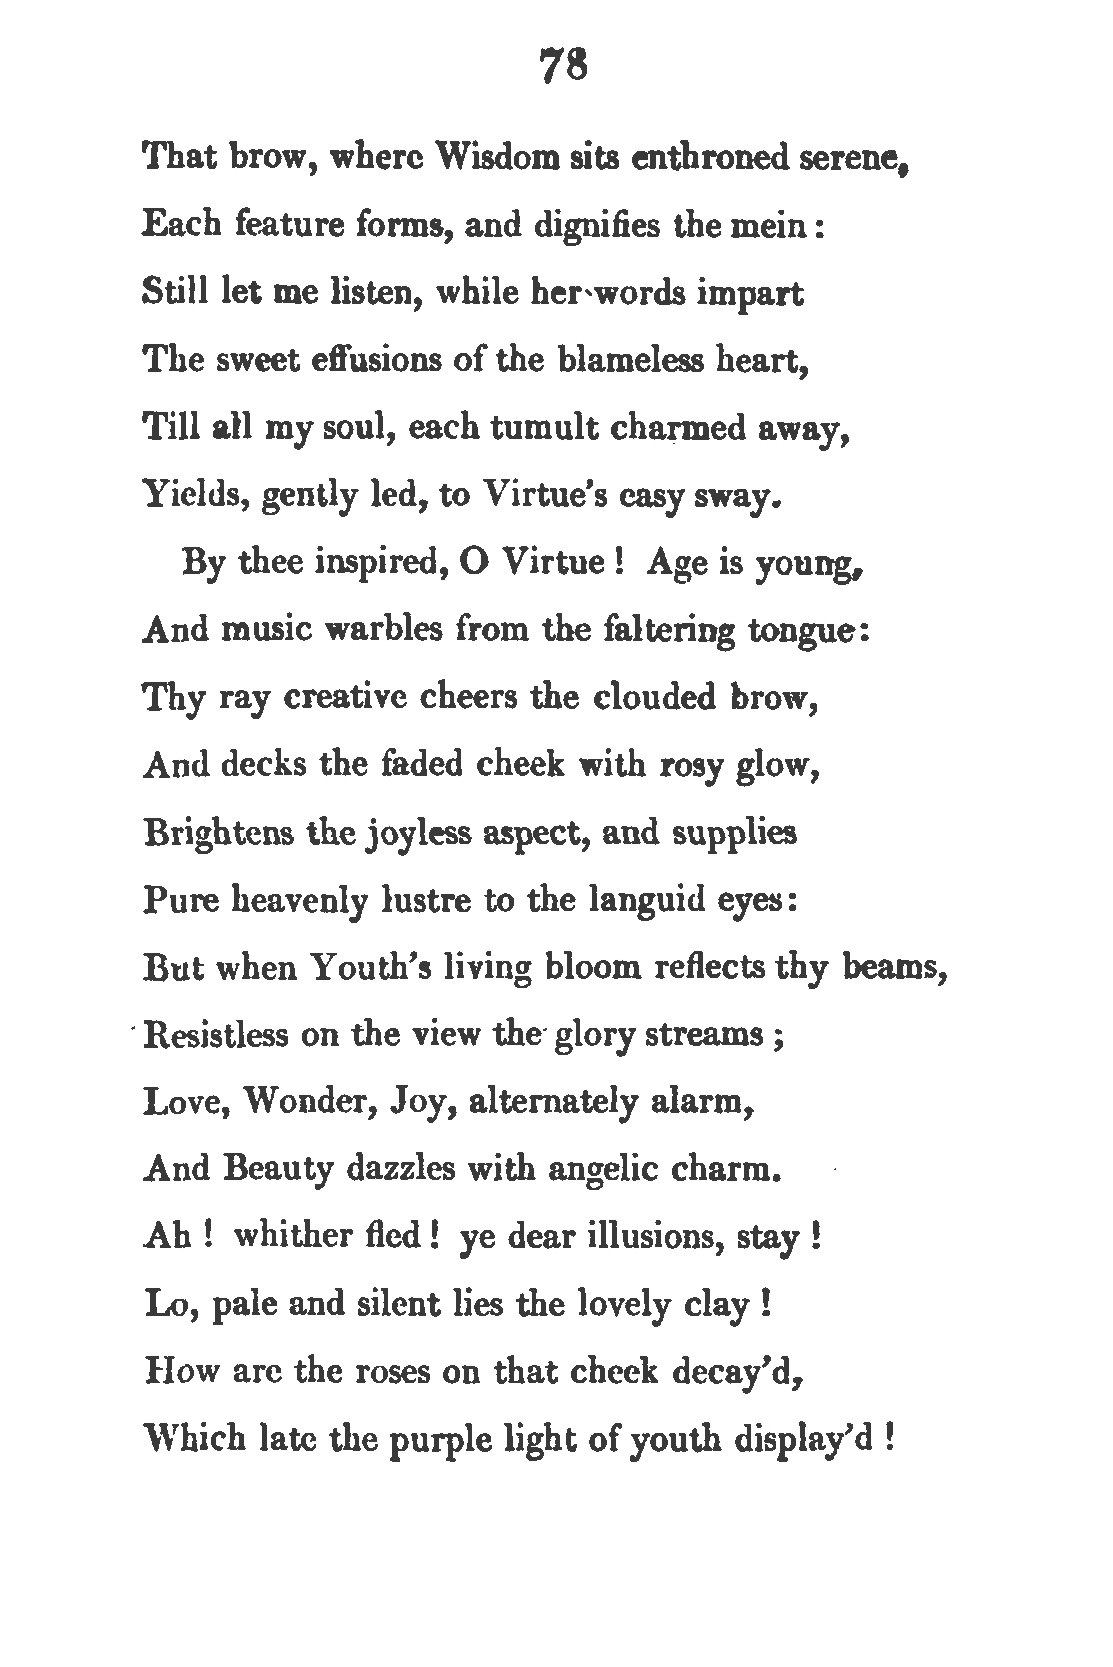 78
That brow, where Wisdom sits enthroned serene,
Each feature forms, and dignifies the mein :
Still let me listen, while her words impart
The sweet effusions of the blameless heart,
Till all my soul, each tumult charmed away,
Yields, gently led, to Virtue's easy sway.
By thee inspired, O Virtue ! Age is young,
And music warbles from the faltering tongue:
Thy ray creative cheers the clouded brow,
And decks the faded cheek with rosy glow,
Brightens the joyless aspect, and supplies
Pure heavenly lustre to the languid eyes:
But when Youth's living bloom reflects thy beams,
Resistless on the view the glory streams ;
Love, Wonder, Joy, alternately alarm,
And Beauty dazzles with angelic charm.
Ah ! whither fled ! ye dear illusions, stay !
Lo, pale and silent lies the lovely clay !
How are the roses on that cheek decay'd,
Which late the purple light of youth display'd !